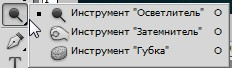 Инструмент "Осветлитель" O
Инструмент "Затемнитель" O
Инструмент "Губка" O
T